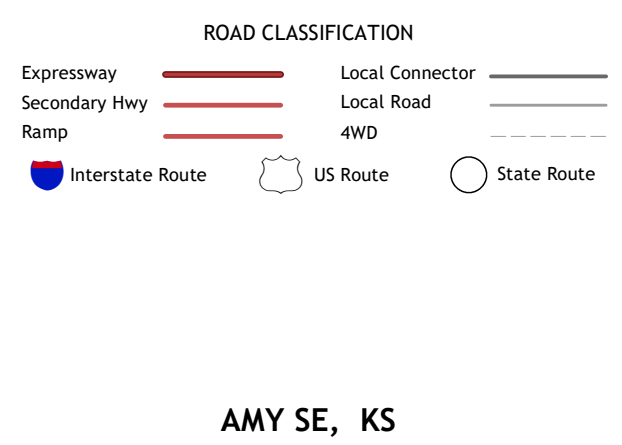 ROAD CLASSIFICATION
Expressway
Local Connector
Secondary Hwy
Local Road
Ramp
4WD
Interstate Route
US Route
State Route
AMY SE, KS